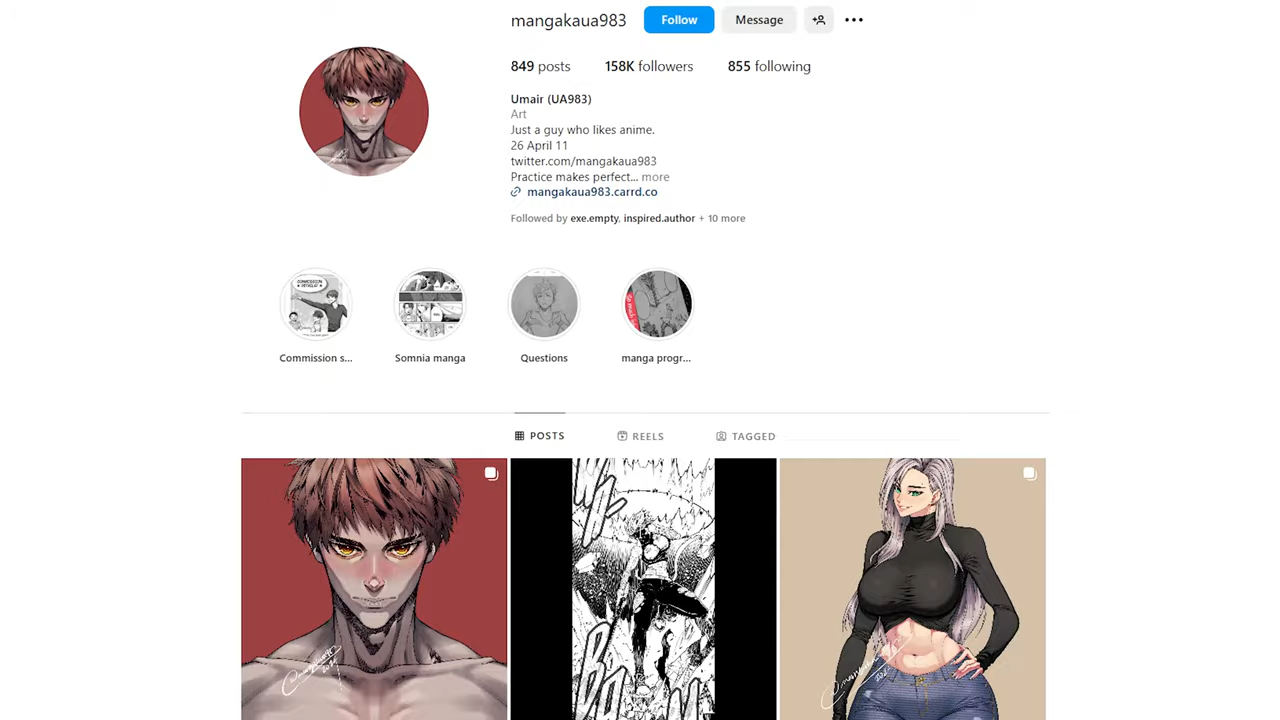 mangakaua983 Follow Message
849 posts 158K followers 855 following
Umair (UA983)
Art
Just a guy who likes anime.
26 April 11
twitter.com/mangakaua983
Practice makes perfect... more
mangakaua983.carrd.co
Followed by exe.empty, inspired.author + 10 more
Commission s... Somnia manga Questions manga progr...
POSTS REELS TAGGED